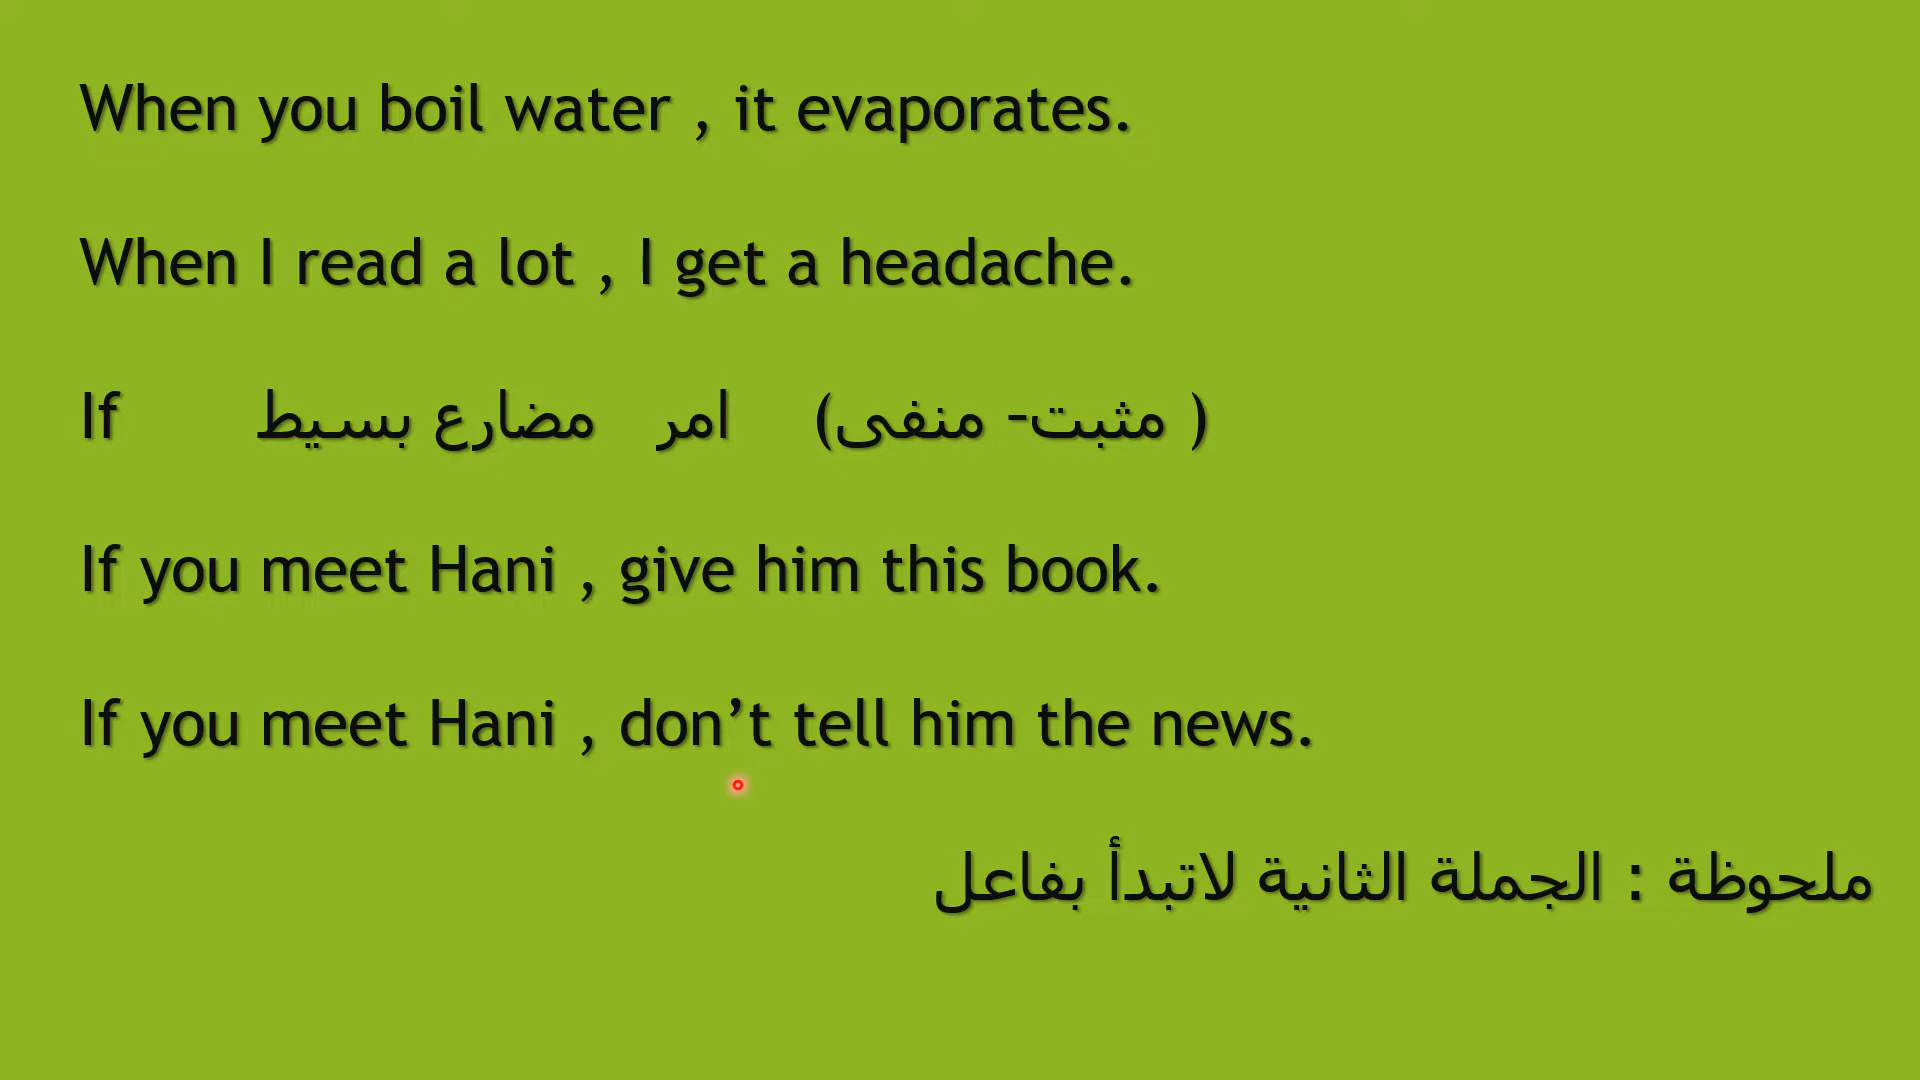 When you boil water , it evaporates.
When I read a lot , I get a headache.
If مضارع بسيط امر ( مثبت- منفى)
If you meet Hani , give him this book.
If you meet Hani , don’t tell him the news.
ملحوظة : الجملة الثانية لاتبدأ بفاعل